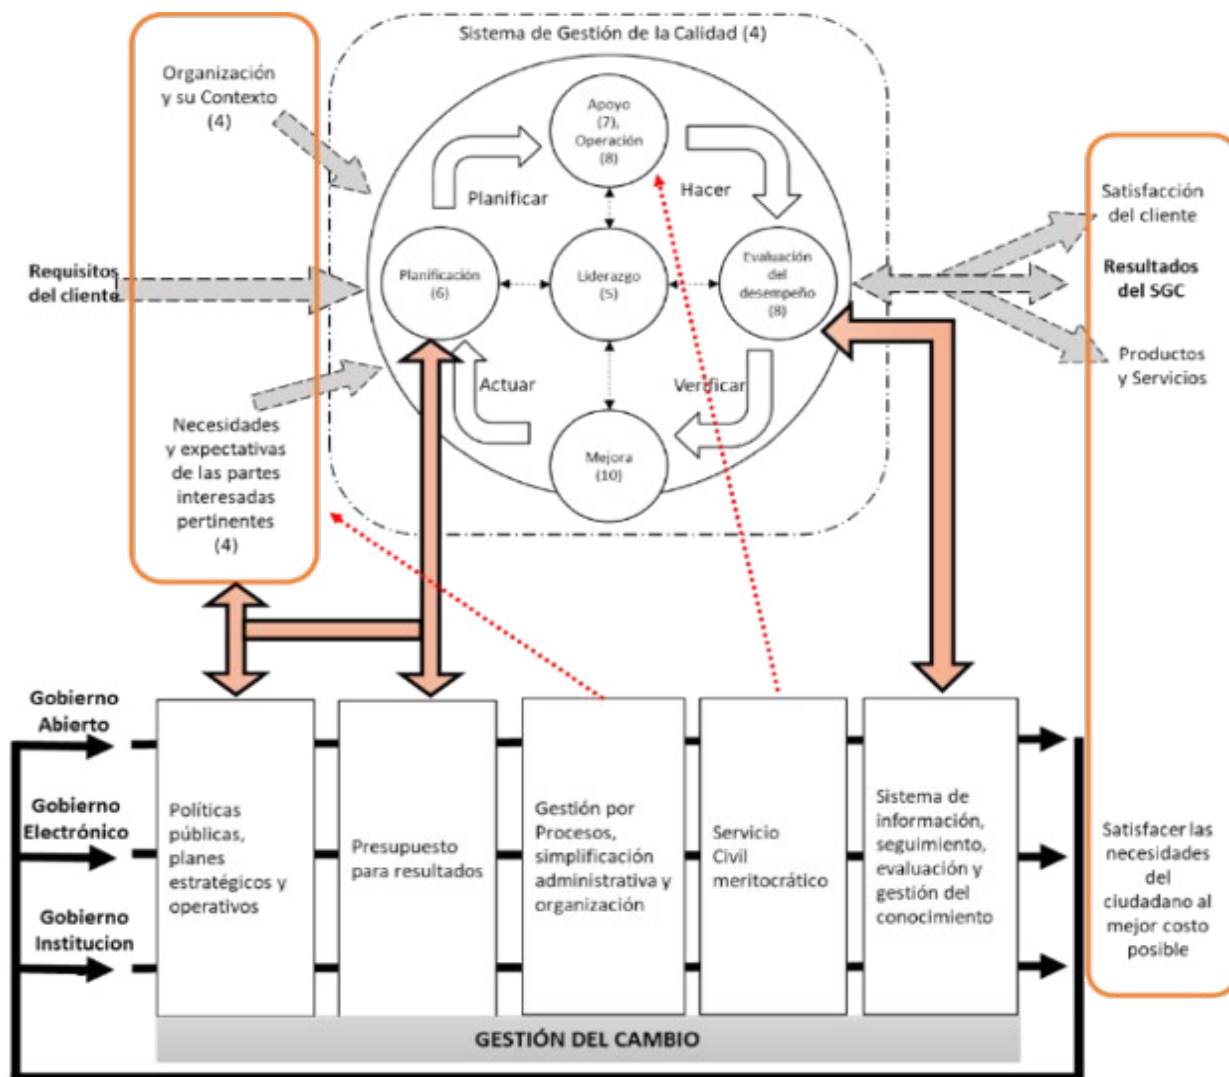 Sistema de Gestión de la Calidad (4)
Organización
y su Contexto
(4)
Requisitos
del cliente
Necesidades
y expectativas
de las partes
interesadas
pertinentes
(4)
Apoyo
(7),
Operación
(8)
Planificar
Hacer
Planificación
(6)
Liderazgo
(5)
Evaluación
del
desempeño
(8)
Actuar
Verificar
Mejora
(10)
Satisfacción
del cliente
Resultados
del SGC
Productos
y Servicios
Gobierno
Abierto
Gobierno
Electrónico
Gobierno
Institucion
Políticas
públicas,
planes
estratégicos y
operativos
Presupuesto
para resultados
Gestión por
Procesos,
simplificación
administrativa y
organización
Servicio
Civil
meritocrático
Sistema de
información,
seguimiento,
evaluación y
gestión del
conocimiento
Satisfacer las
necesidades
del
ciudadano al
mejor costo
posible
GESTIÓN DEL CAMBIO